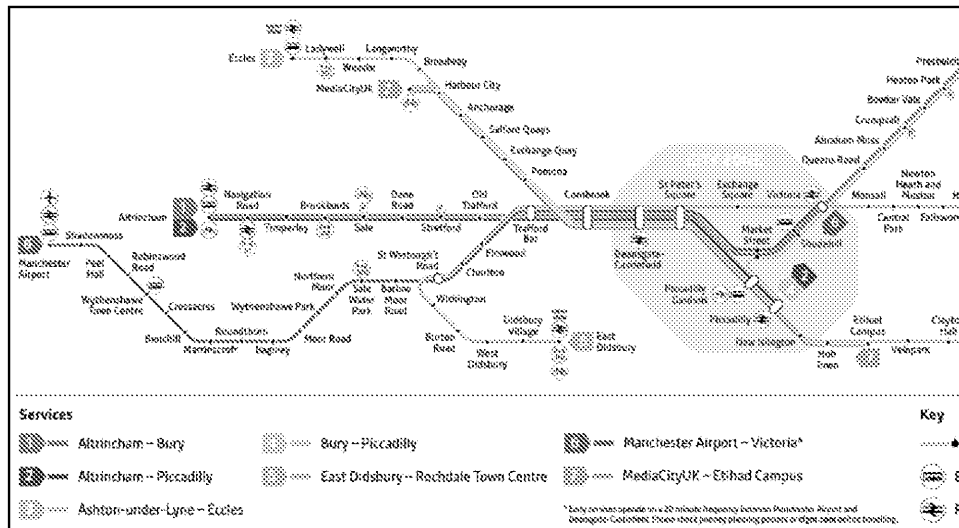 Eccles
Ladywell
Weaste
Langworthy
Broadway
MediaCityUK
Harbour City
Anchorage
Salford Quays
Exchange Quay
Pomona
Heaton Park
Bowker Vale
Crumpsall
Abraham Moss
Queens Road
Altrincham
Navigation
Road
Timperley
Brooklands
Sale
Dane
Road
Stretford
Old
Trafford
Trafford
Bar
Cornbrook
Deansgate-
Castlefield
St Peter's
Square
Exchange
Square
Victoria
Market
Street
Shudehill
Monsall
Central
Park
Newton
Heath and
Moston
Failsworth
Piccadilly
Gardens
Piccadilly
New Islington
Holt
Town
Etihad
Campus
Velopark
Clayton
Hall
Manchester
Airport
Shadowmoss
Peel
Hall
Robinswood
Road
Wythenshawe
Town Centre
Crossacres
Benchill
Martinscroft
Roundthorn
Baguley
Moor Road
Wythenshawe Park
Northern
Moor
Sale
Water
Park
Barlow
Moor
Road
St Werburgh's
Road
Chorlton
Firswood
Withington
Burton
Road
West
Didsbury
Didsbury
Village
East
Didsbury
Services
Altrincham – Bury
Altrincham – Piccadilly
Ashton-under-Lyne – Eccles
Bury – Piccadilly
East Didsbury – Rochdale Town Centre
Manchester Airport – Victoria*
MediaCityUK – Etihad Campus
Key